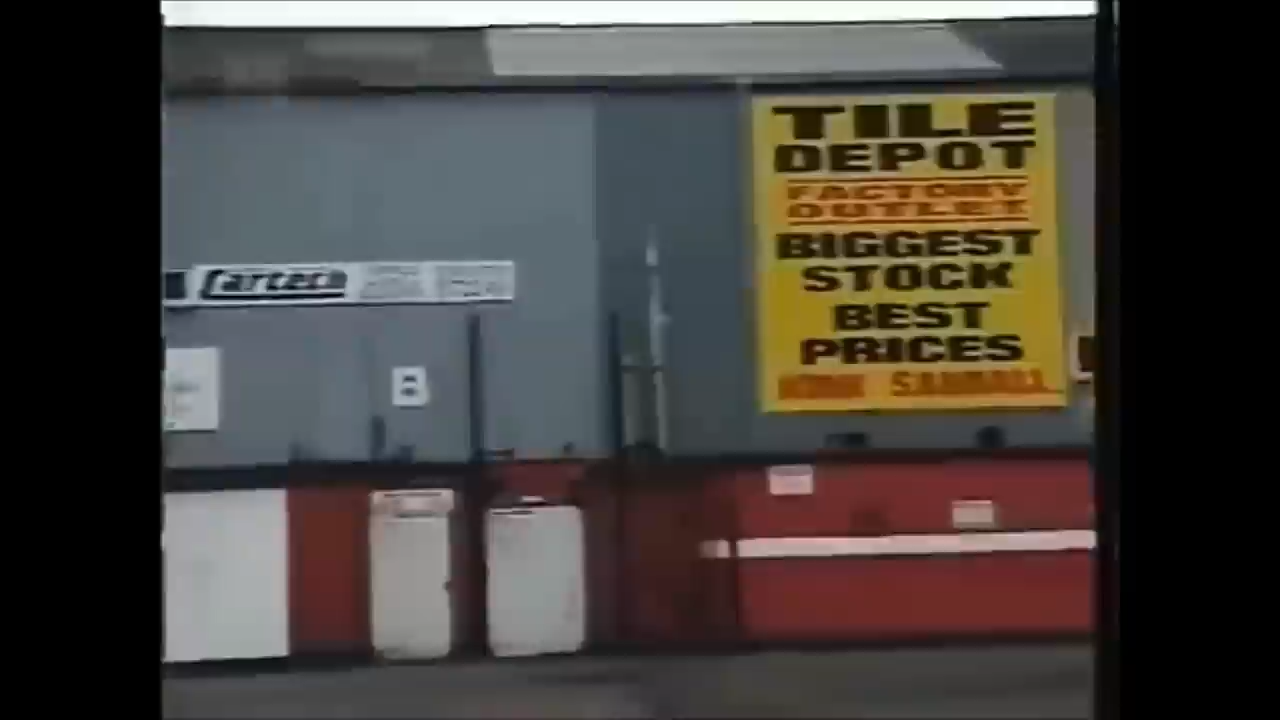 cartech
TILE
DEPOT
FACTORY
OUTLET
BIGGEST
STOCK
BEST
PRICES